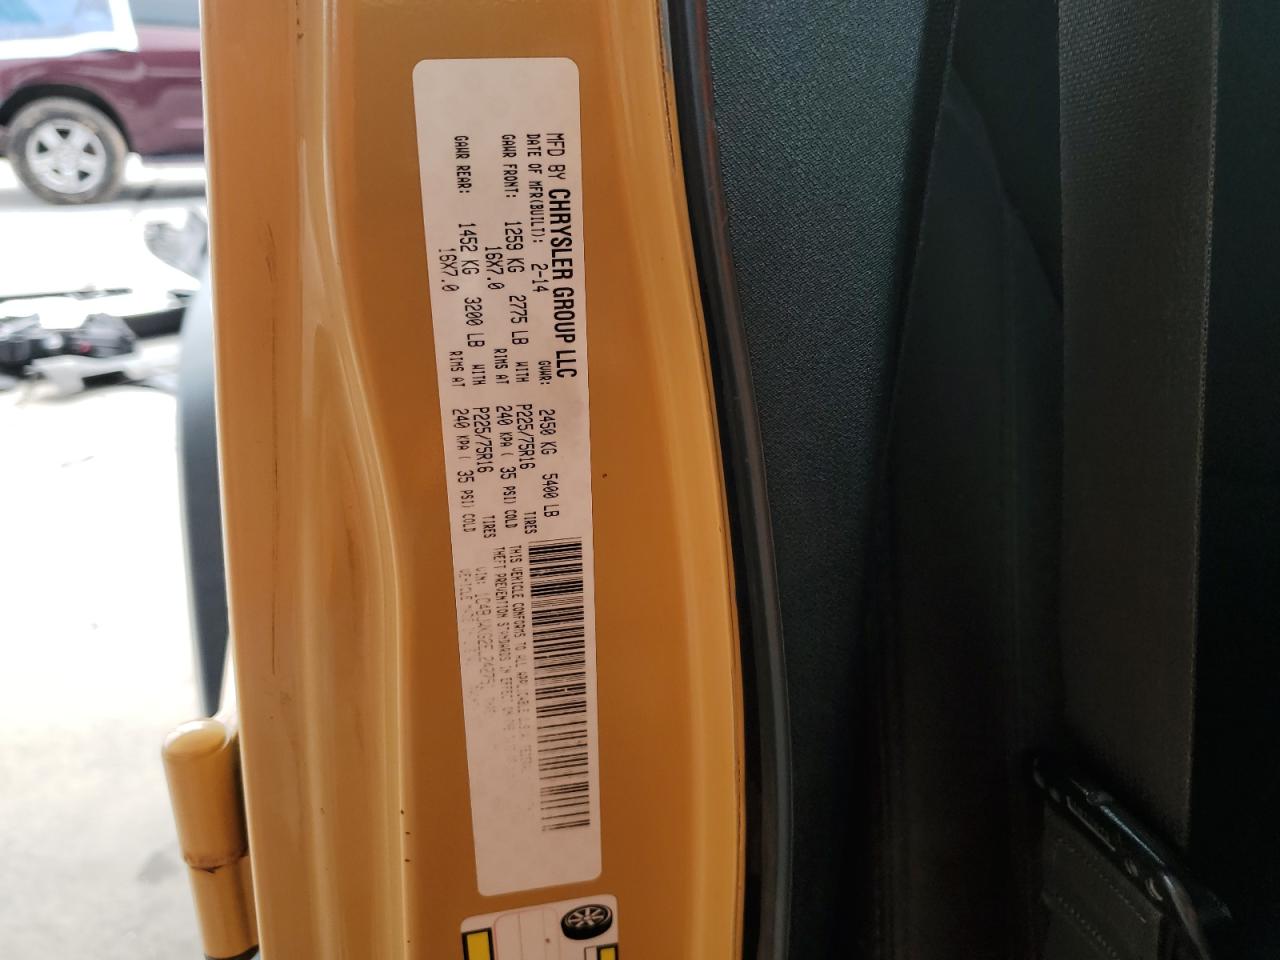 MFD BY CHRYSLER GROUP LLC
DATE OF MFR(BUILT): 2-14 GVWR: 2450 KG 5400 LB
GAWR FRONT: 1259 KG 2775 LB WITH P225/75R16 TIRES
16X7.0 RIMS AT 240 KPA( 35 PSI) COLD
GAWR REAR: 1452 KG 3200 LB WITH P225/75R16 TIRES
16X7.0 RIMS AT 240 KPA( 35 PSI) COLD
THIS VEHICLE CONFORMS TO ALL APPLICABLE U.S.A. FEDERAL
THEFT PREVENTION STANDARDS IN EFFECT ON THE
VIN:
VEHICLE